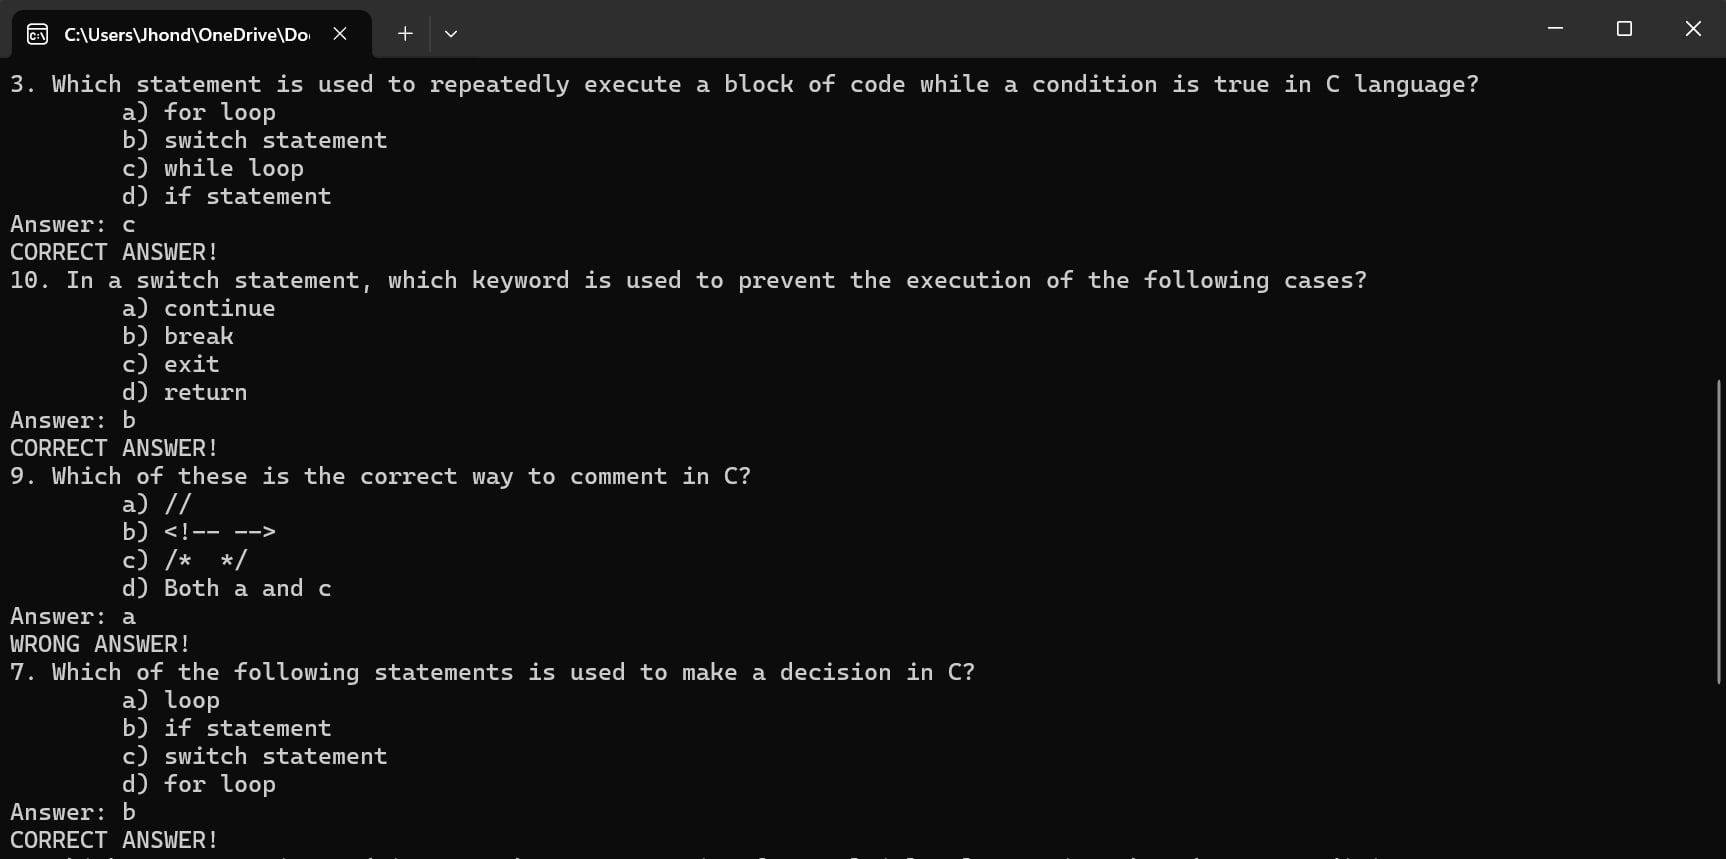 C:\Users\Jhond\OneDrive\Do
3. Which statement is used to repeatedly execute a block of code while a condition is true in C language?
a) for loop
b) switch statement
c) while loop
d) if statement
Answer: c
CORRECT ANSWER!
10. In a switch statement, which keyword is used to prevent the execution of the following cases?
a) continue
b) break
c) exit
d) return
Answer: b
CORRECT ANSWER!
9. Which of these is the correct way to comment in C?
a) //
b) <!-- -->
c) /*  */
d) Both a and c
Answer: a
WRONG ANSWER!
7. Which of the following statements is used to make a decision in C?
a) loop
b) if statement
c) switch statement
d) for loop
Answer: b
CORRECT ANSWER!